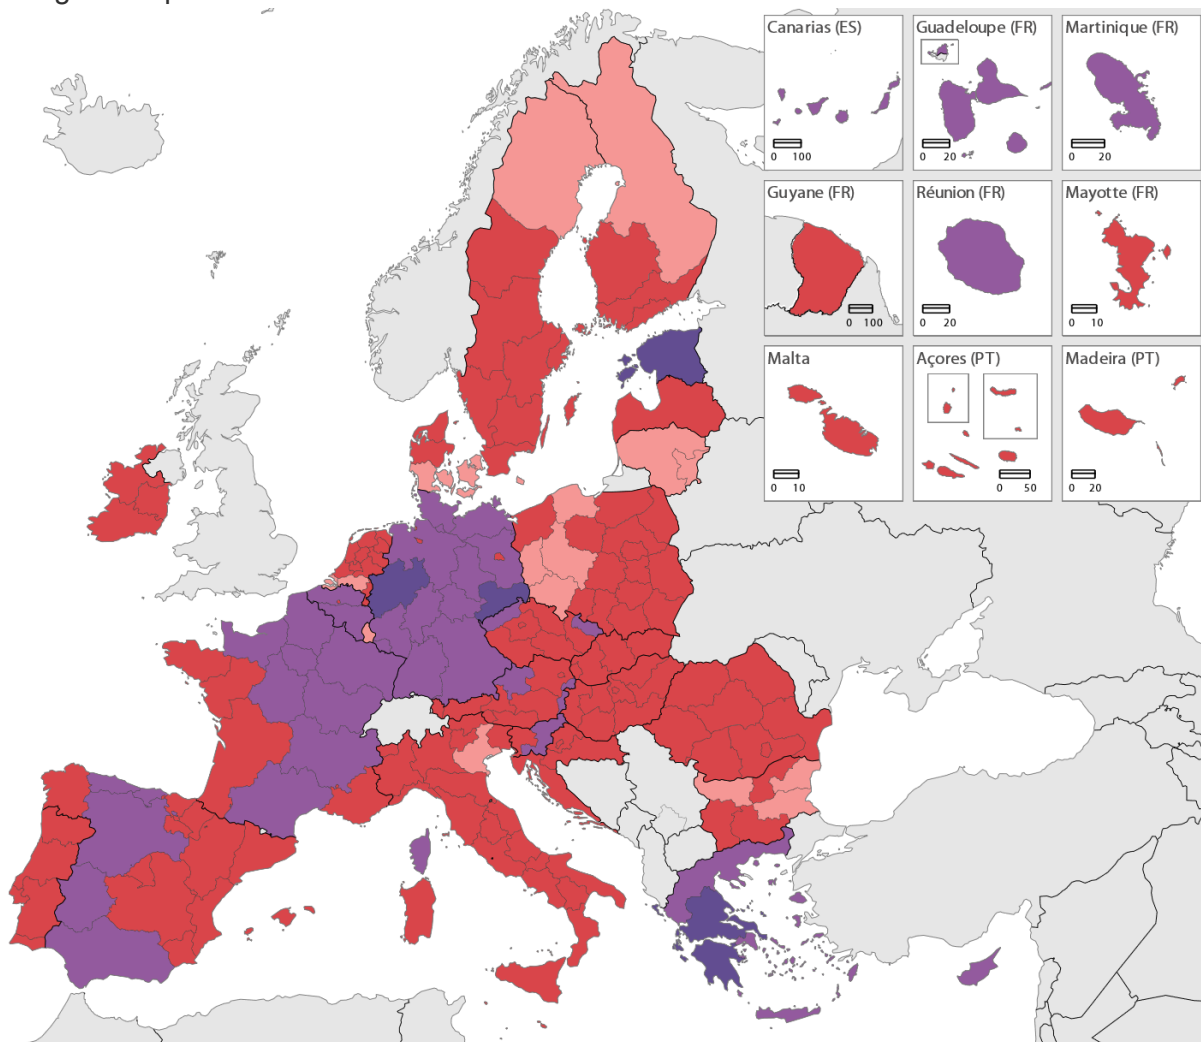 Canarias (ES)
0 100
Guadeloupe (FR)
0 20
Martinique (FR)
0 20
Guyane (FR)
0 100
Réunion (FR)
0 20
Mayotte (FR)
0 10
Malta
0 10
Açores (PT)
0 50
Madeira (PT)
0 20